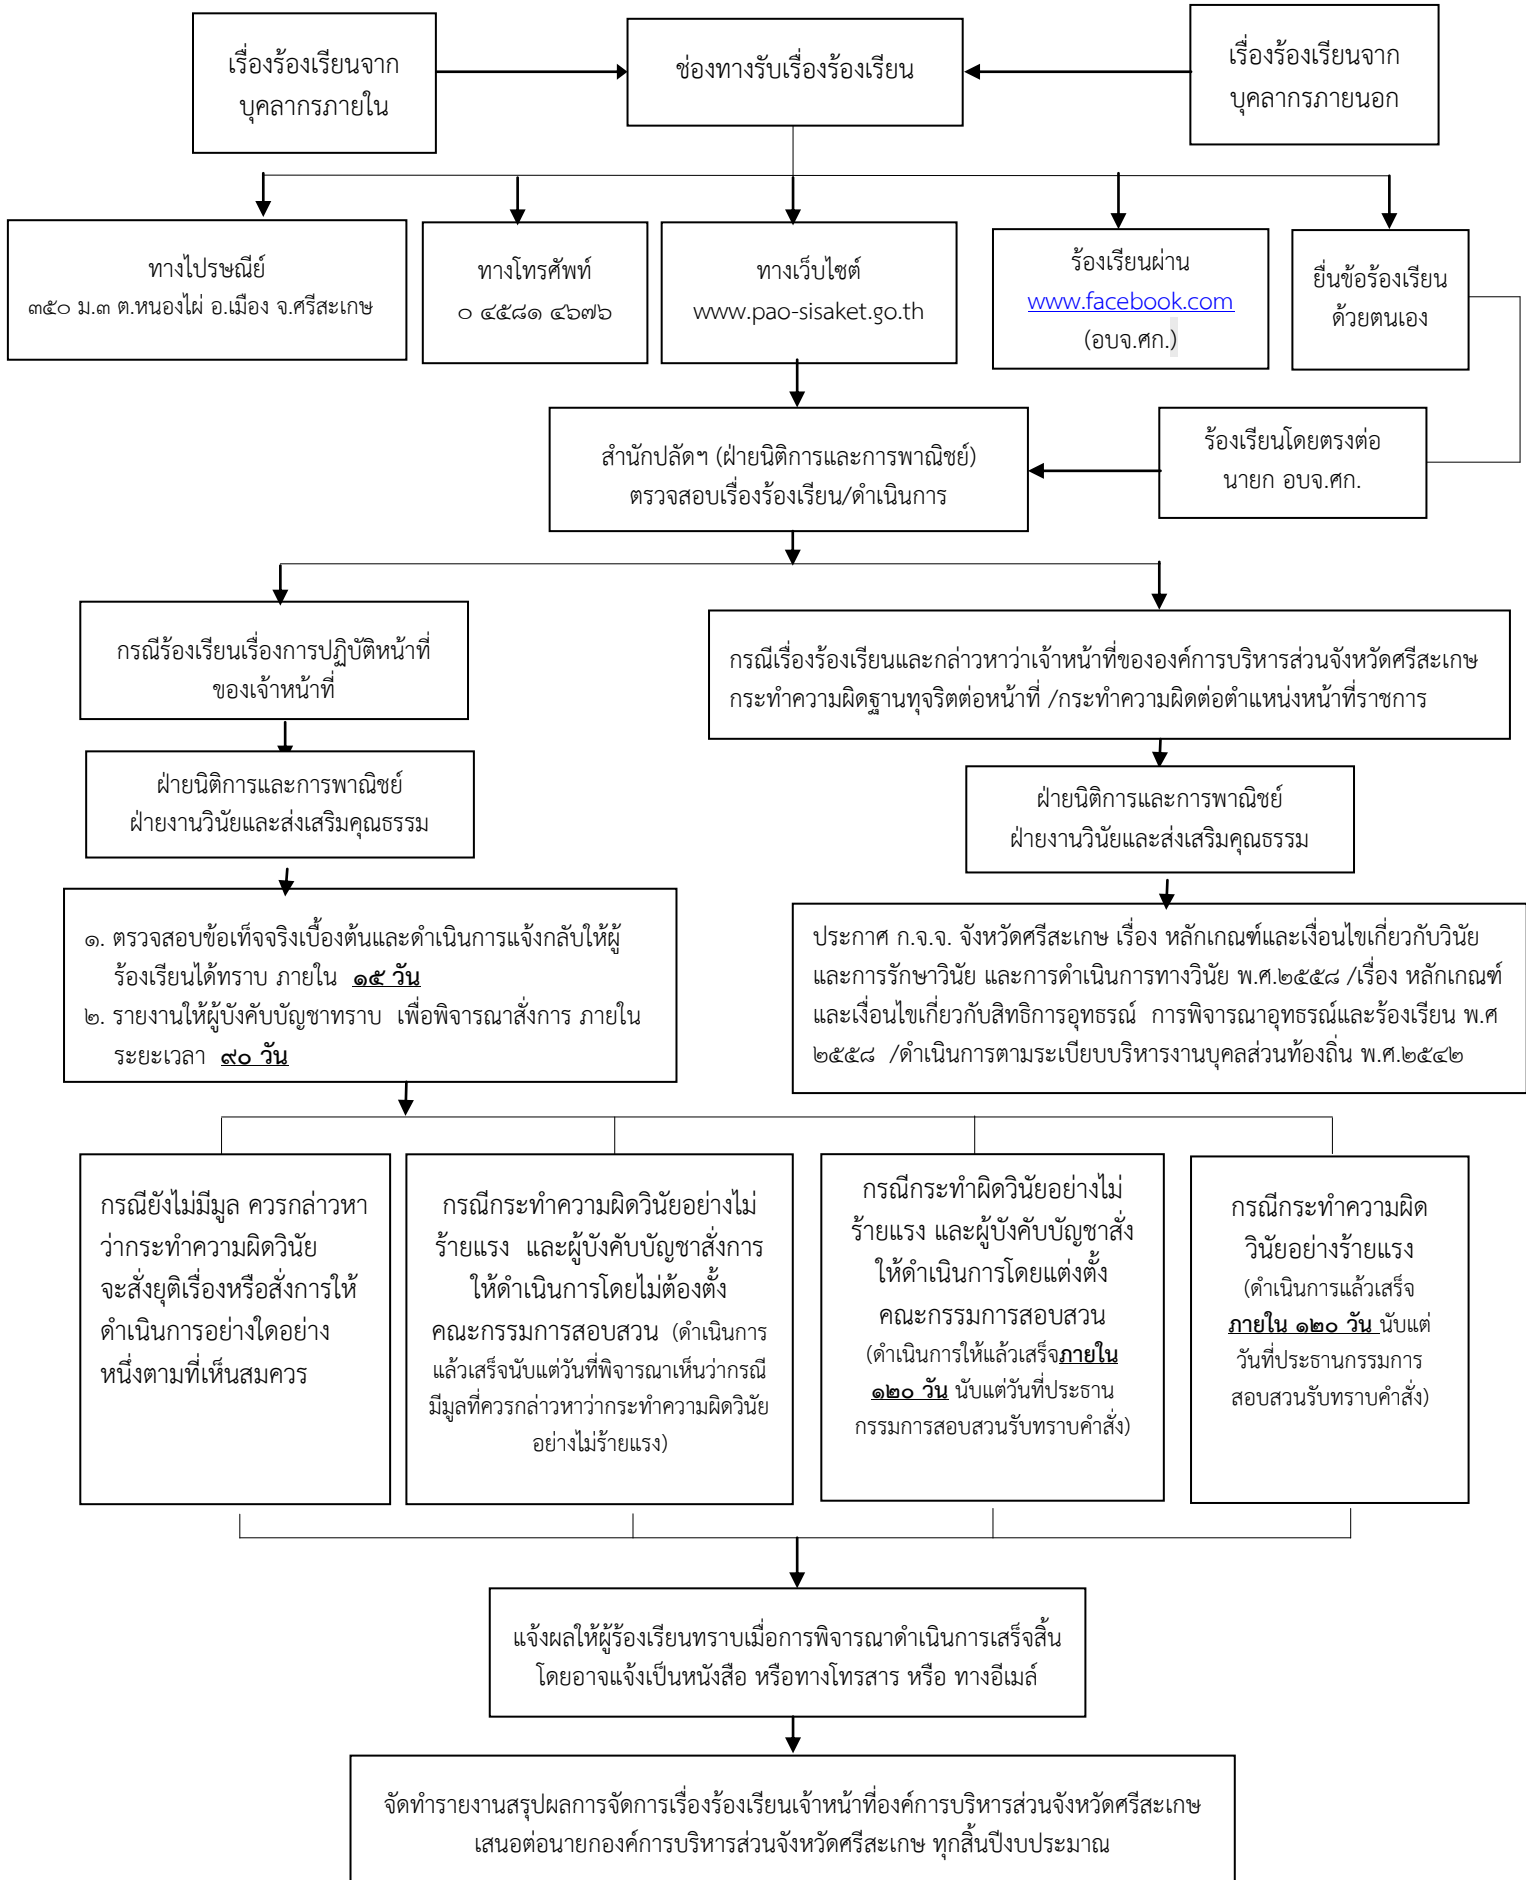 เรื่องร้องเรียนจาก
บุคลากรภายใน
ช่องทางรับเรื่องร้องเรียน
เรื่องร้องเรียนจาก
บุคลากรภายนอก
ทางไปรษณีย์
๓๕๐ ม.๓ ต.หนองไผ่ อ.เมือง จ.ศรีสะเกษ
ทางโทรศัพท์
๐ ๔๕๘๑ ๔๖๗๖
ทางเว็บไซต์
www.pao-sisaket.go.th
ร้องเรียนผ่าน
www.facebook.com
(อบจ.ศก.)
ยื่นข้อร้องเรียน
ด้วยตนเอง
สำนักปลัดฯ (ฝ่ายนิติการและการพาณิชย์)
ตรวจสอบเรื่องร้องเรียน/ดำเนินการ
ร้องเรียนโดยตรงต่อ
นายก อบจ.ศก.
กรณีร้องเรียนเรื่องการปฏิบัติหน้าที่
ของเจ้าหน้าที่
กรณีเรื่องร้องเรียนและกล่าวหาว่าเจ้าหน้าที่ขององค์การบริหารส่วนจังหวัดศรีสะเกษ
กระทำความผิดฐานทุจริตต่อหน้าที่ /กระทำความผิดต่อตำแหน่งหน้าที่ราชการ
ฝ่ายนิติการและการพาณิชย์
ฝ่ายงานวินัยและส่งเสริมคุณธรรม
ฝ่ายนิติการและการพาณิชย์
ฝ่ายงานวินัยและส่งเสริมคุณธรรม
๑. ตรวจสอบข้อเท็จจริงเบื้องต้นและดำเนินการแจ้งกลับให้ผู้
ร้องเรียนได้ทราบ ภายใน ๑๕ วัน
๒. รายงานให้ผู้บังคับบัญชาทราบ เพื่อพิจารณาสั่งการ ภายใน
ระยะเวลา ๙๐ วัน
ประกาศ ก.จ.จ. จังหวัดศรีสะเกษ เรื่อง หลักเกณฑ์และเงื่อนไขเกี่ยวกับวินัย
และการรักษาวินัย และการดำเนินการทางวินัย พ.ศ.๒๕๕๘ /เรื่อง หลักเกณฑ์
และเงื่อนไขเกี่ยวกับสิทธิการอุทธรณ์ การพิจารณาอุทธรณ์และร้องเรียน พ.ศ
๒๕๕๘ /ดำเนินการตามระเบียบบริหารงานบุคลส่วนท้องถิ่น พ.ศ.๒๕๔๒
กรณียังไม่มีมูล ควรกล่าวหา
ว่ากระทำความผิดวินัย
จะสั่งยุติเรื่องหรือสั่งการให้
ดำเนินการอย่างใดอย่าง
หนึ่งตามที่เห็นสมควร
กรณีกระทำความผิดวินัยอย่างไม่
ร้ายแรง และผู้บังคับบัญชาสั่งการ
ให้ดำเนินการโดยไม่ต้องตั้ง
คณะกรรมการสอบสวน (ดำเนินการ
แล้วเสร็จนับแต่วันที่พิจารณาเห็นว่ากรณี
มีมูลที่ควรกล่าวหาว่ากระทำความผิดวินัย
อย่างไม่ร้ายแรง)
กรณีกระทำผิดวินัยอย่างไม่
ร้ายแรง และผู้บังคับบัญชาสั่ง
ให้ดำเนินการโดยแต่งตั้ง
คณะกรรมการสอบสวน
(ดำเนินการให้แล้วเสร็จภายใน
๑๒๐ วัน นับแต่วันที่ประธาน
กรรมการสอบสวนรับทราบคำสั่ง)
กรณีกระทำความผิด
วินัยอย่างร้ายแรง
(ดำเนินการแล้วเสร็จ
ภายใน ๑๒๐ วัน นับแต่
วันที่ประธานกรรมการ
สอบสวนรับทราบคำสั่ง)
แจ้งผลให้ผู้ร้องเรียนทราบเมื่อการพิจารณาดำเนินการเสร็จสิ้น
โดยอาจแจ้งเป็นหนังสือ หรือทางโทรสาร หรือ ทางอีเมล์
จัดทำรายงานสรุปผลการจัดการเรื่องร้องเรียนเจ้าหน้าที่องค์การบริหารส่วนจังหวัดศรีสะเกษ
เสนอต่อนายกองค์การบริหารส่วนจังหวัดศรีสะเกษ ทุกสิ้นปีงบประมาณ